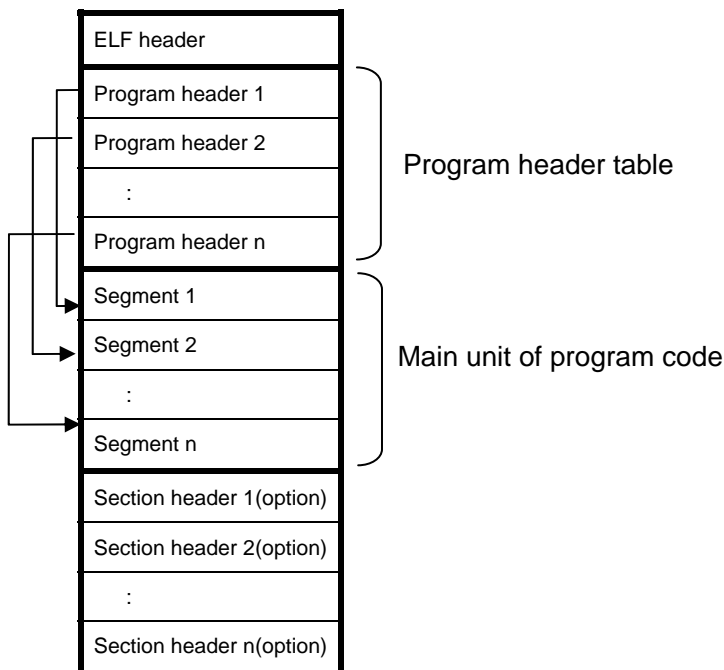 ELF header
Program header 1
Program header 2
:
Program header n
Program header table
Segment 1
Segment 2
:
Segment n
Main unit of program code
Section header 1(option)
Section header 2(option)
:
Section header n(option)